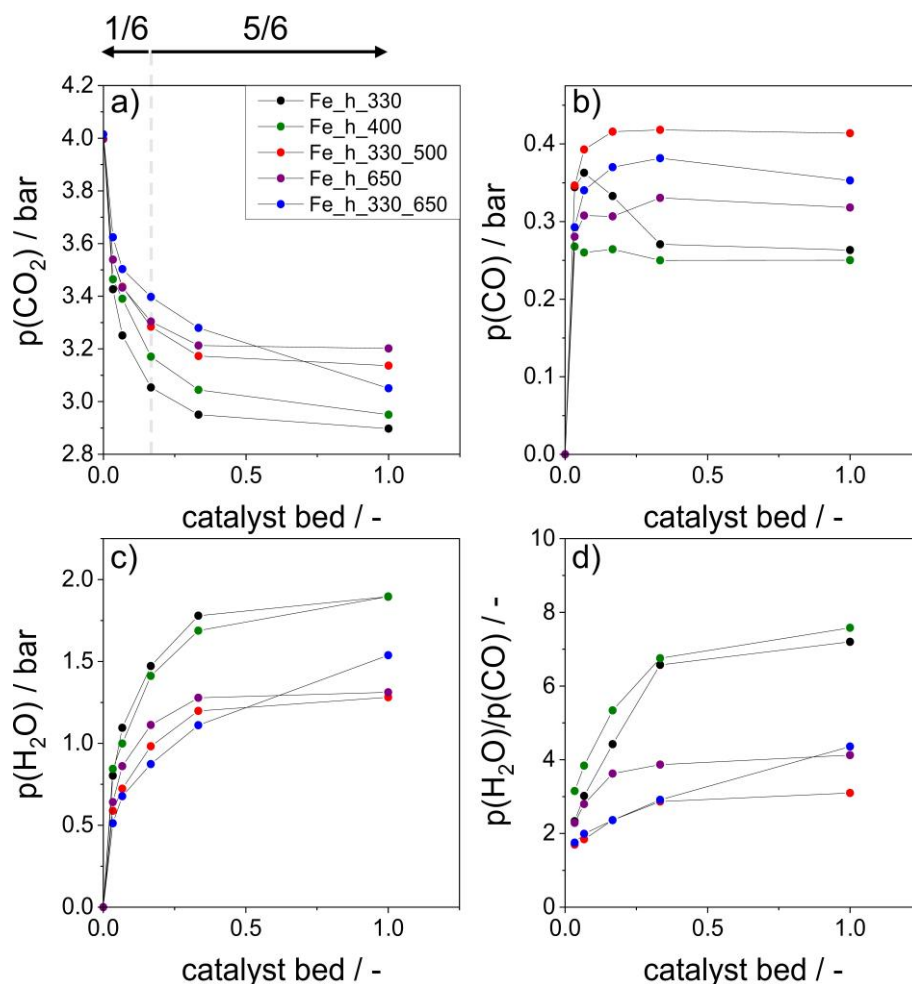 1/6 5/6
a)
Fe_h_330
Fe_h_400
Fe_h_330_500
Fe_h_650
Fe_h_330_650
4.2
4.0
3.8
3.6
3.4
3.2
3.0
2.8
p(CO₂) / bar
0.0 0.5 1.0
catalyst bed / -
b)
0.4
0.3
0.2
0.1
0.0
p(CO) / bar
0.0 0.5 1.0
catalyst bed / -
c)
2.0
1.5
1.0
0.5
0.0
p(H₂O) / bar
0.0 0.5 1.0
catalyst bed / -
d)
10
8
6
4
2
0
p(H₂O)/p(CO) / -
0.0 0.5 1.0
catalyst bed / -